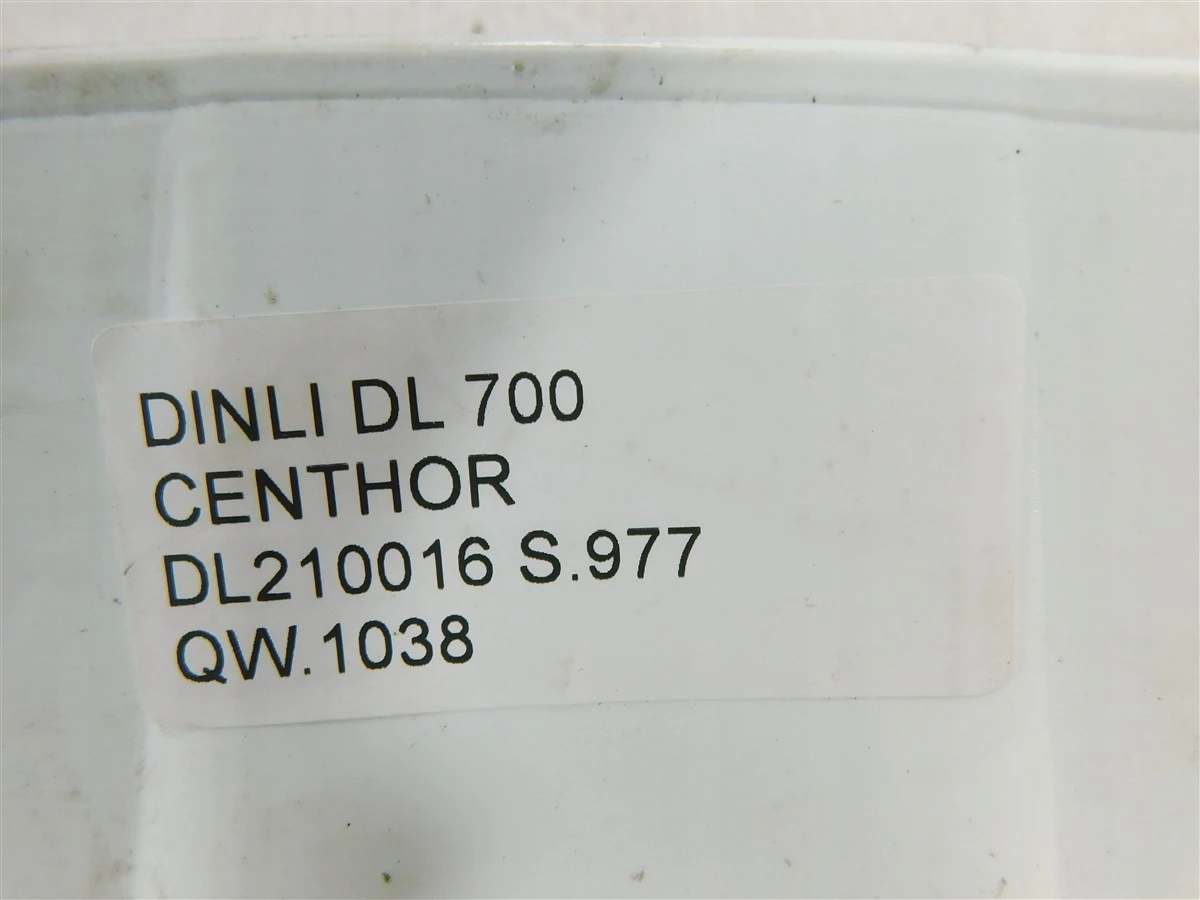 DINLI DL 700
CENTHOR
DL210016 S.977
QW.1038